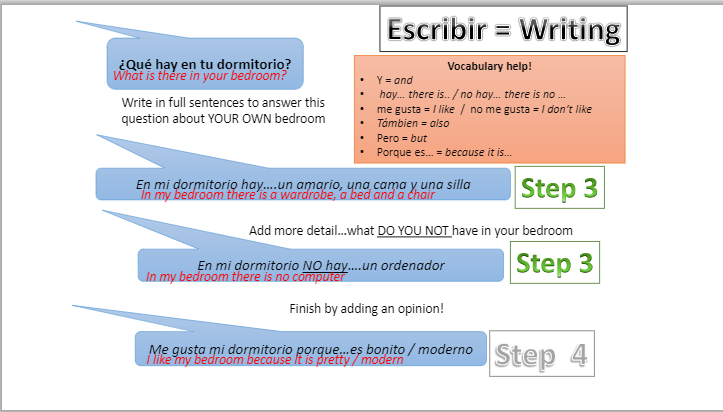 Escribir = Writing
¿Qué hay en tu dormitorio?
What is there in your bedroom?
Write in full sentences to answer this
question about YOUR OWN bedroom
Vocabulary help!
• Y = and
• hay... there is.. / no hay... there is no ...
• me gusta = I like / no me gusta = I don't like
• Támbien = also
• Pero = but
• Porque es... = because it is...
En mi dormitorio hay....un amario, una cama y una silla
In my bedroom there is a wardrobe, a bed and a chair
Step 3
Add more detail...what DO YOU NOT have in your bedroom
En mi dormitorio NO hay....un ordenador
In my bedroom there is no computer
Step 3
Finish by adding an opinion!
Me gusta mi dormitorio porque...es bonito / moderno
I like my bedroom because it is pretty / modern
Step 4